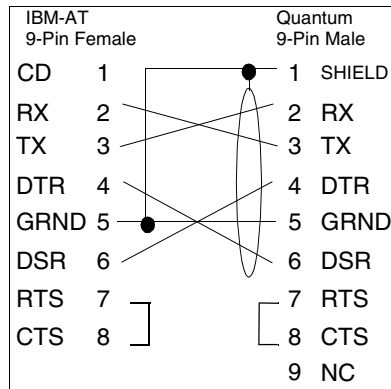 IBM-AT Quantum
9-Pin Female 9-Pin Male
CD 1 1 SHIELD
RX 2 2 RX
TX 3 3 TX
DTR 4 4 DTR
GRND 5 5 GRND
DSR 6 6 DSR
RTS 7 7 RTS
CTS 8 8 CTS
9 NC